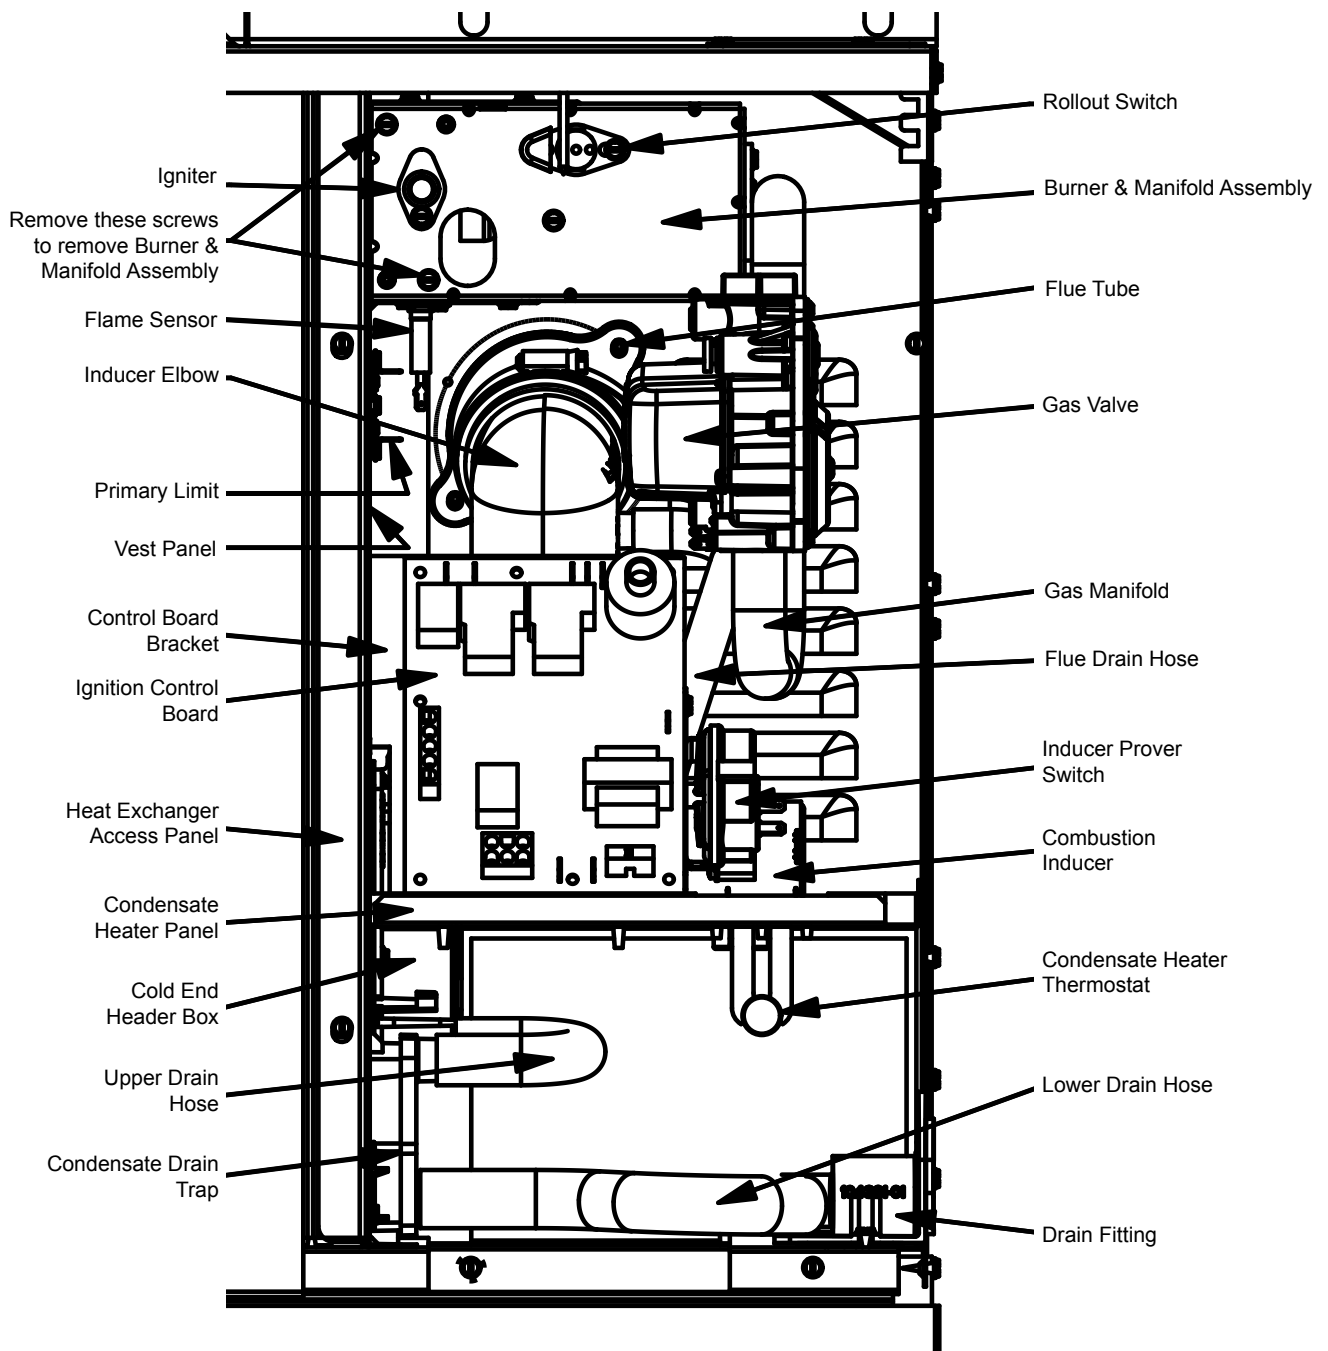 Rollout Switch
Igniter
Burner & Manifold Assembly
Remove these screws
to remove Burner &
Manifold Assembly
Flue Tube
Flame Sensor
Inducer Elbow
Gas Valve
Primary Limit
Vest Panel
Gas Manifold
Control Board
Bracket
Flue Drain Hose
Ignition Control
Board
Inducer Prover
Switch
Heat Exchanger
Access Panel
Combustion
Inducer
Condensate
Heater Panel
Condensate Heater
Thermostat
Cold End
Header Box
Upper Drain
Hose
Lower Drain Hose
Condensate Drain
Trap
Drain Fitting